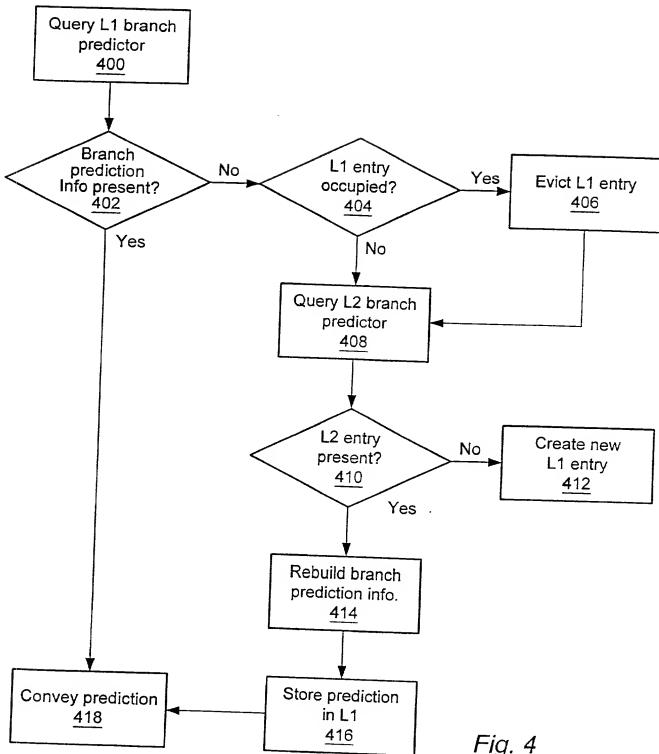 Query L1 branch
predictor
400
Branch
prediction
Info present?
402
No
Yes
L1 entry
occupied?
404
Yes
No
Evict L1 entry
406
Query L2 branch
predictor
408
L2 entry
present?
410
No
Yes
Create new
L1 entry
412
Rebuild branch
prediction info.
414
Store prediction
in L1
416
Convey prediction
418
Fig. 4